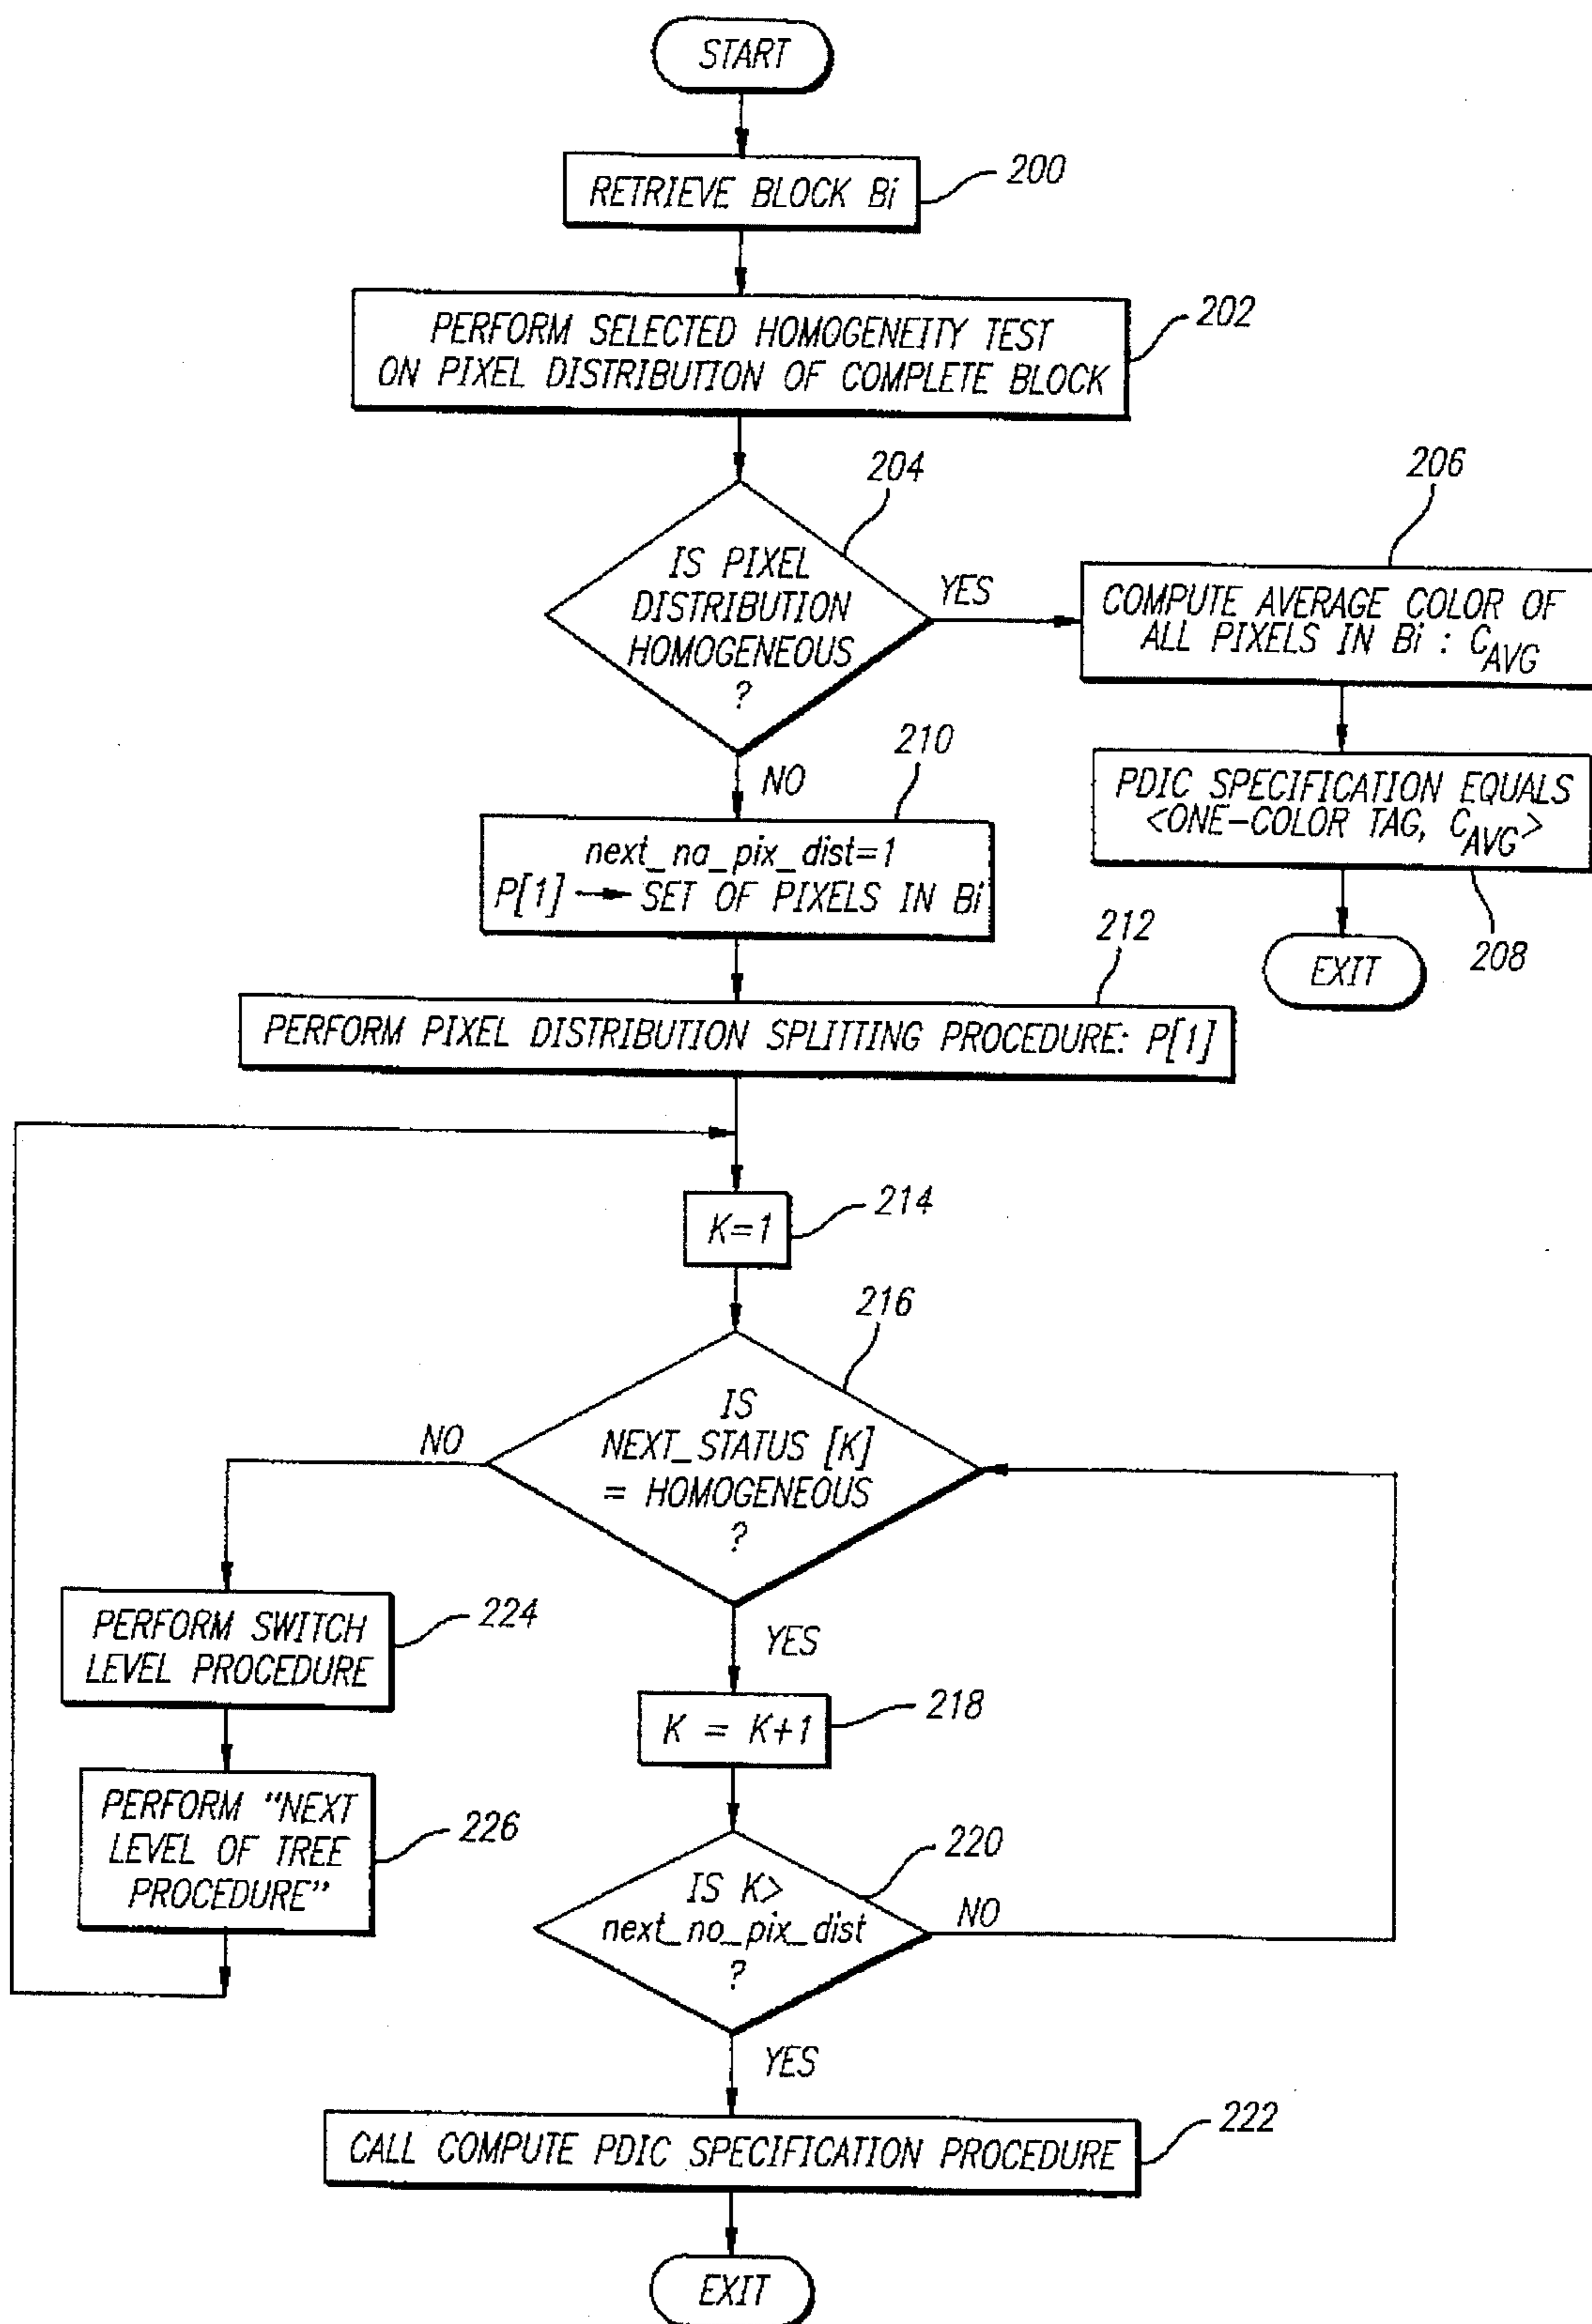 START
RETRIEVE BLOCK Bi
200
PERFORM SELECTED HOMOGENEITY TEST
ON PIXEL DISTRIBUTION OF COMPLETE BLOCK
202
IS PIXEL
DISTRIBUTION
HOMOGENEOUS
?
204
YES
206
COMPUTE AVERAGE COLOR OF
ALL PIXELS IN Bi : CAVG
PDIC SPECIFICATION EQUALS
<ONE-COLOR TAG, CAVG>
208
EXIT
NO
210
next_no_pix_dist=1
P[1] → SET OF PIXELS IN Bi
212
PERFORM PIXEL DISTRIBUTION SPLITTING PROCEDURE: P[1]
K=1
214
216
IS
NEXT_STATUS [K]
= HOMOGENEOUS
?
NO
YES
PERFORM SWITCH
LEVEL PROCEDURE
224
K = K+1
218
PERFORM "NEXT
LEVEL OF TREE
PROCEDURE"
226
IS K>
next_no_pix_dist
?
220
NO
YES
CALL COMPUTE PDIC SPECIFICATION PROCEDURE
222
EXIT